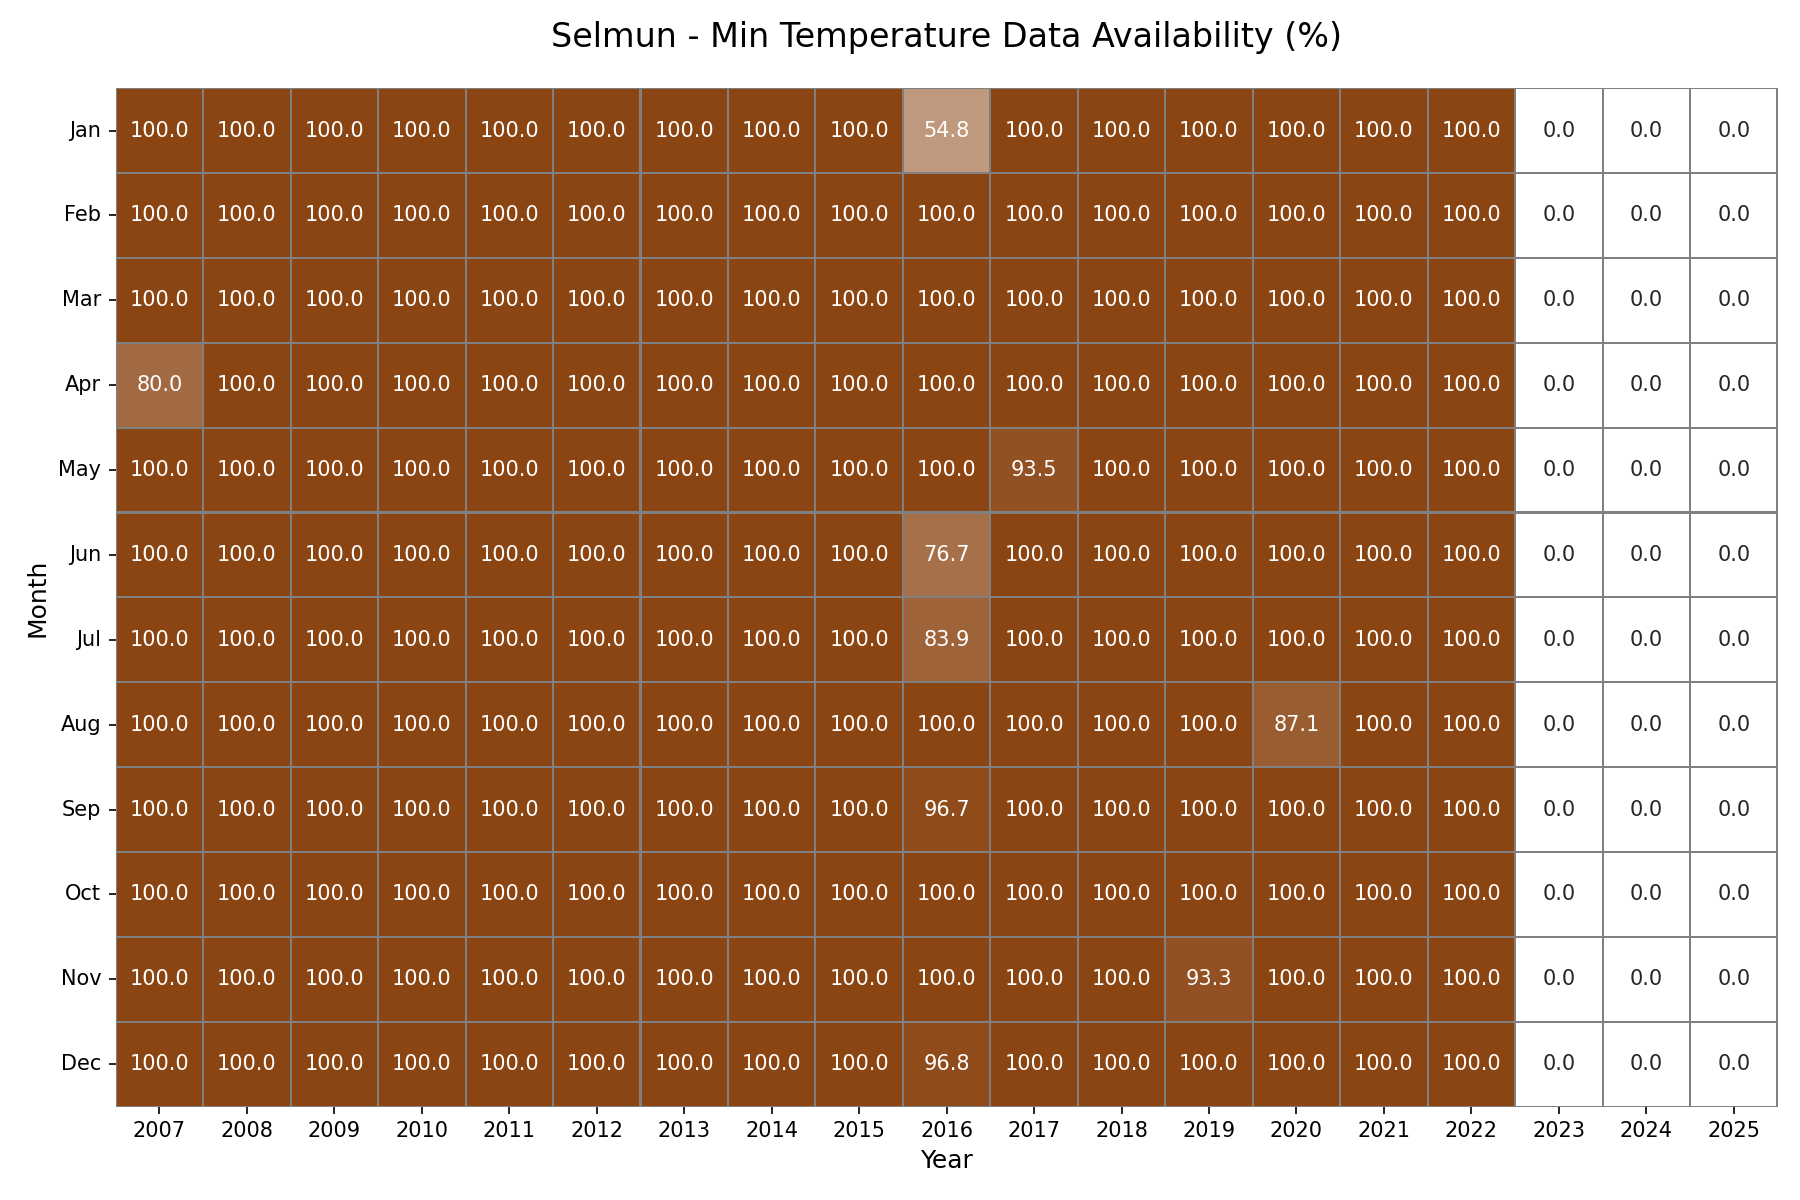 Selmun - Min Temperature Data Availability (%)
Jan 100.0 100.0 100.0 100.0 100.0 100.0 100.0 100.0 100.0 54.8 100.0 100.0 100.0 100.0 100.0 100.0 0.0 0.0 0.0
Feb 100.0 100.0 100.0 100.0 100.0 100.0 100.0 100.0 100.0 100.0 100.0 100.0 100.0 100.0 100.0 100.0 0.0 0.0 0.0
Mar 100.0 100.0 100.0 100.0 100.0 100.0 100.0 100.0 100.0 100.0 100.0 100.0 100.0 100.0 100.0 100.0 0.0 0.0 0.0
Apr 80.0 100.0 100.0 100.0 100.0 100.0 100.0 100.0 100.0 100.0 100.0 100.0 100.0 100.0 100.0 100.0 0.0 0.0 0.0
May 100.0 100.0 100.0 100.0 100.0 100.0 100.0 100.0 100.0 100.0 93.5 100.0 100.0 100.0 100.0 100.0 0.0 0.0 0.0
Jun 100.0 100.0 100.0 100.0 100.0 100.0 100.0 100.0 100.0 76.7 100.0 100.0 100.0 100.0 100.0 100.0 0.0 0.0 0.0
Month
Jul 100.0 100.0 100.0 100.0 100.0 100.0 100.0 100.0 100.0 83.9 100.0 100.0 100.0 100.0 100.0 100.0 0.0 0.0 0.0
Aug 100.0 100.0 100.0 100.0 100.0 100.0 100.0 100.0 100.0 100.0 100.0 100.0 100.0 87.1 100.0 100.0 0.0 0.0 0.0
Sep 100.0 100.0 100.0 100.0 100.0 100.0 100.0 100.0 100.0 96.7 100.0 100.0 100.0 100.0 100.0 100.0 0.0 0.0 0.0
Oct 100.0 100.0 100.0 100.0 100.0 100.0 100.0 100.0 100.0 100.0 100.0 100.0 100.0 100.0 100.0 100.0 0.0 0.0 0.0
Nov 100.0 100.0 100.0 100.0 100.0 100.0 100.0 100.0 100.0 100.0 100.0 100.0 93.3 100.0 100.0 100.0 0.0 0.0 0.0
Dec 100.0 100.0 100.0 100.0 100.0 100.0 100.0 100.0 100.0 96.8 100.0 100.0 100.0 100.0 100.0 100.0 0.0 0.0 0.0
2007 2008 2009 2010 2011 2012 2013 2014 2015 2016 2017 2018 2019 2020 2021 2022 2023 2024 2025
Year